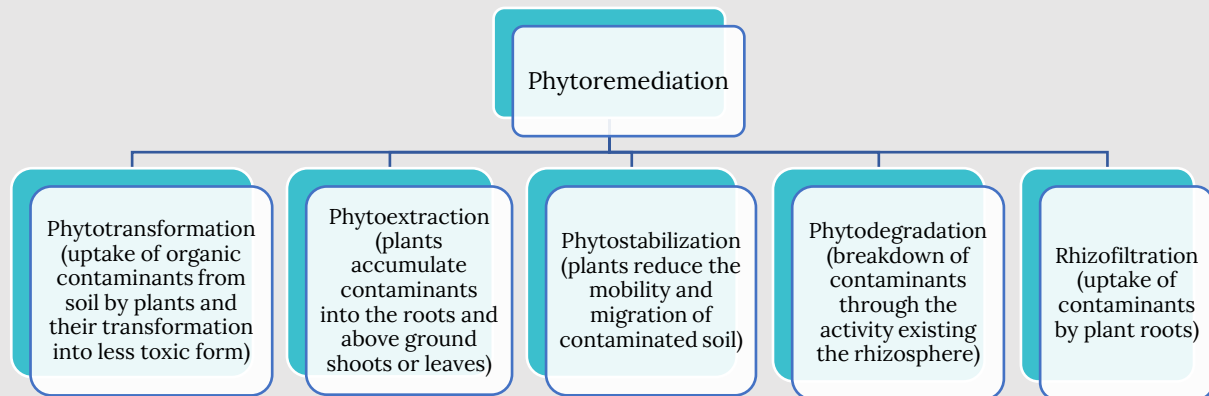 Phytoremediation
Phytotransformation
(uptake of organic
contaminants from
soil by plants and
their transformation
into less toxic form)
Phytoextraction
(plants
accumulate
contaminants
into the roots and
above ground
shoots or leaves)
Phytostabilization
(plants reduce the
mobility and
migration of
contaminated soil)
Phytodegradation
(breakdown of
contaminants
through the
activity existing
the rhizosphere)
Rhizofiltration
(uptake of
contaminants
by plant roots)